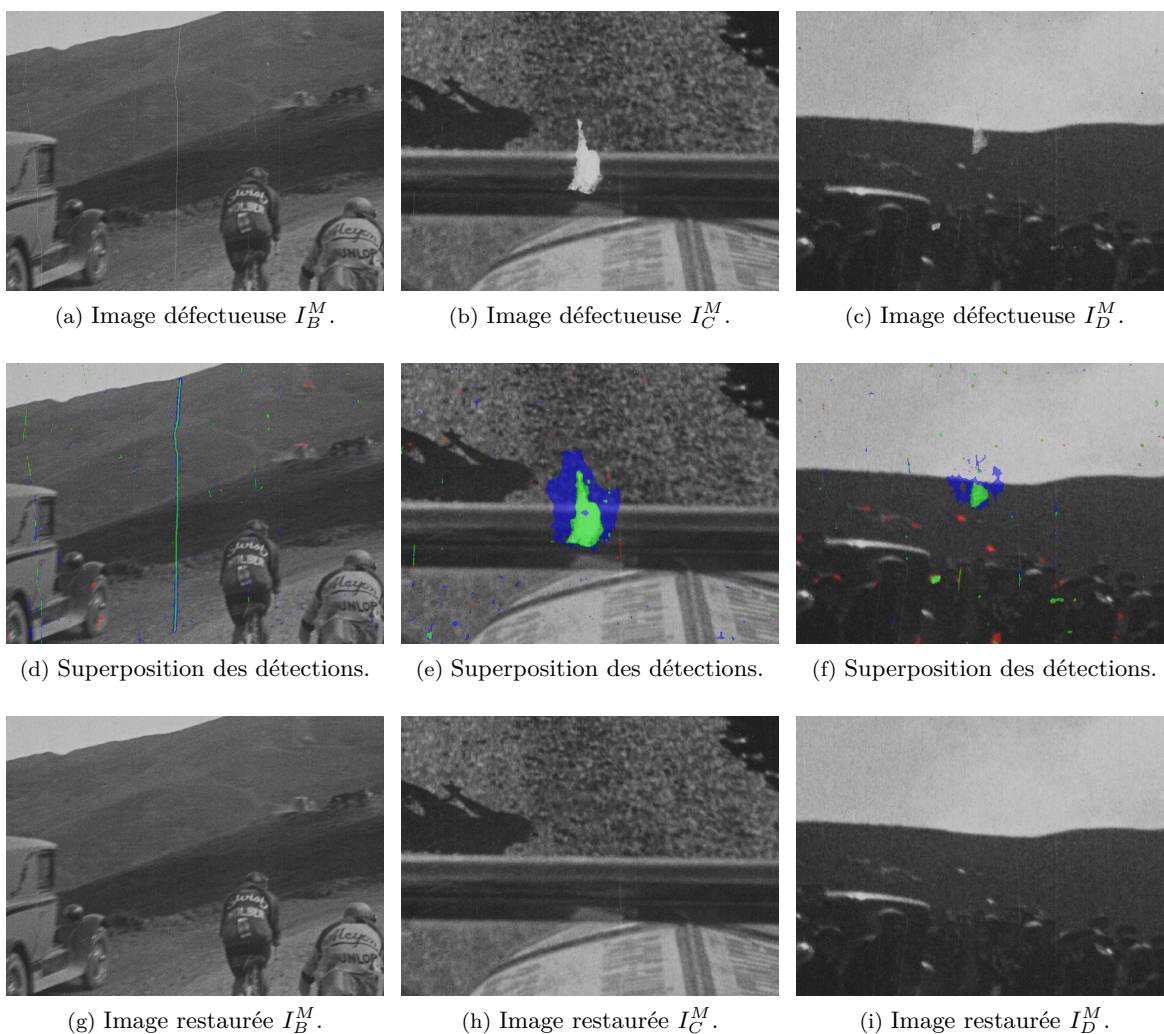 (a) Image défectueuse $I_B^M$.
(b) Image défectueuse $I_C^M$.
(c) Image défectueuse $I_D^M$.
DUNLOP
(d) Superposition des détections.
(e) Superposition des détections.
(f) Superposition des détections.
DUNLOP
(g) Image restaurée $I_B^M$.
(h) Image restaurée $I_C^M$.
(i) Image restaurée $I_D^M$.
DUNLOP